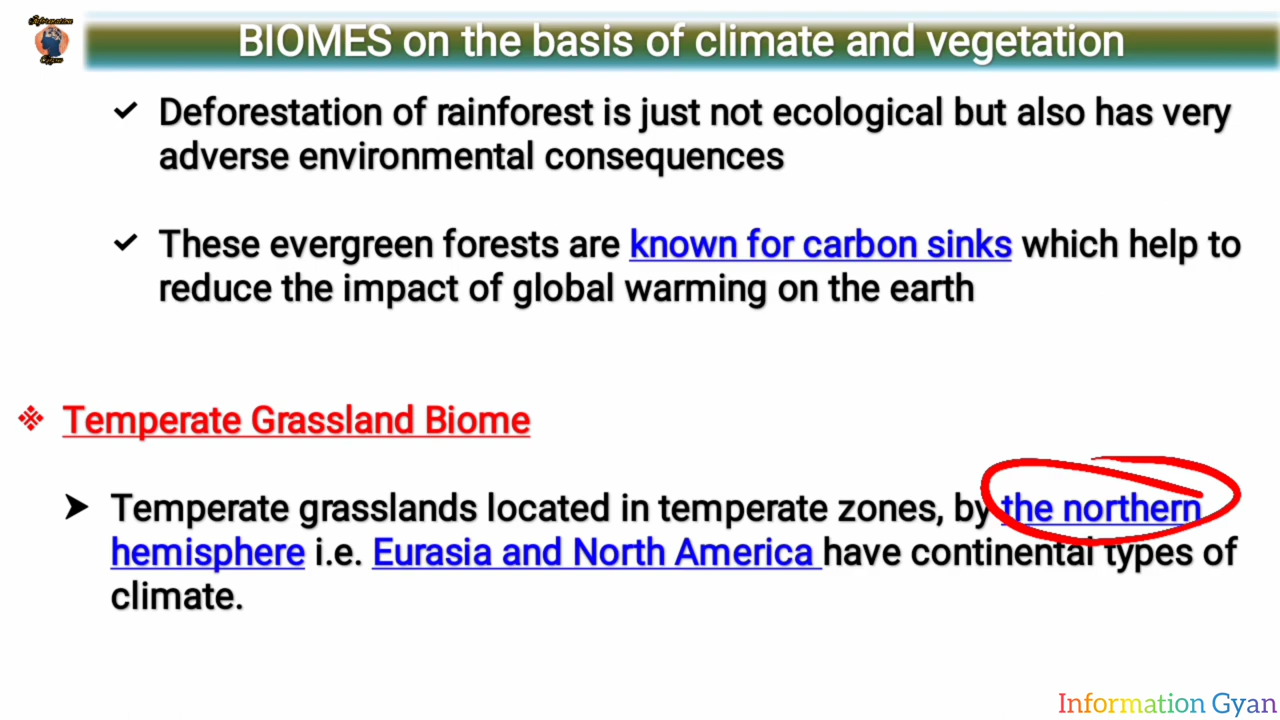 Information
Gyan
BIOMES on the basis of climate and vegetation
Deforestation of rainforest is just not ecological but also has very
adverse environmental consequences
These evergreen forests are known for carbon sinks which help to
reduce the impact of global warming on the earth
Temperate Grassland Biome
Temperate grasslands located in temperate zones, by the northern
hemisphere i.e. Eurasia and North America have continental types of
climate.
Information Gyan